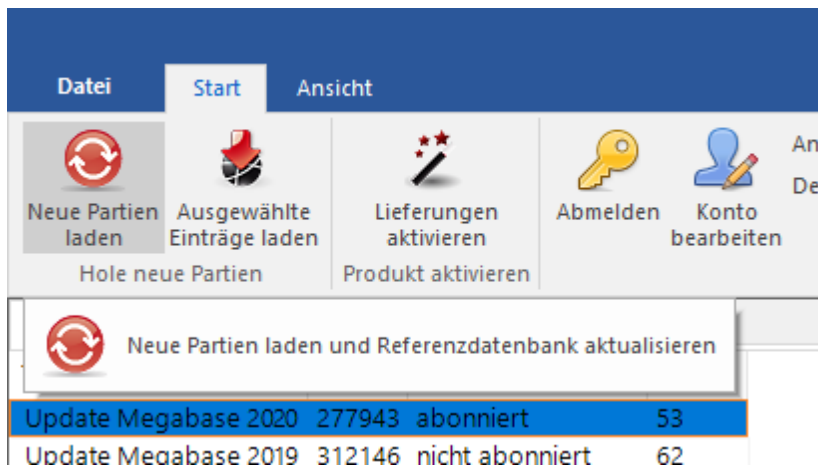 Datei Start Ansicht
Neue Partien laden
Ausgewählte Einträge laden
Lieferungen aktivieren
Abmelden
Konto bearbeiten
An
De
Hole neue Partien
Produkt aktivieren
Neue Partien laden und Referenzdatenbank aktualisieren
Update Megabase 2020 277943 abonniert 53
Update Megabase 2019 312146 nicht abonniert 62